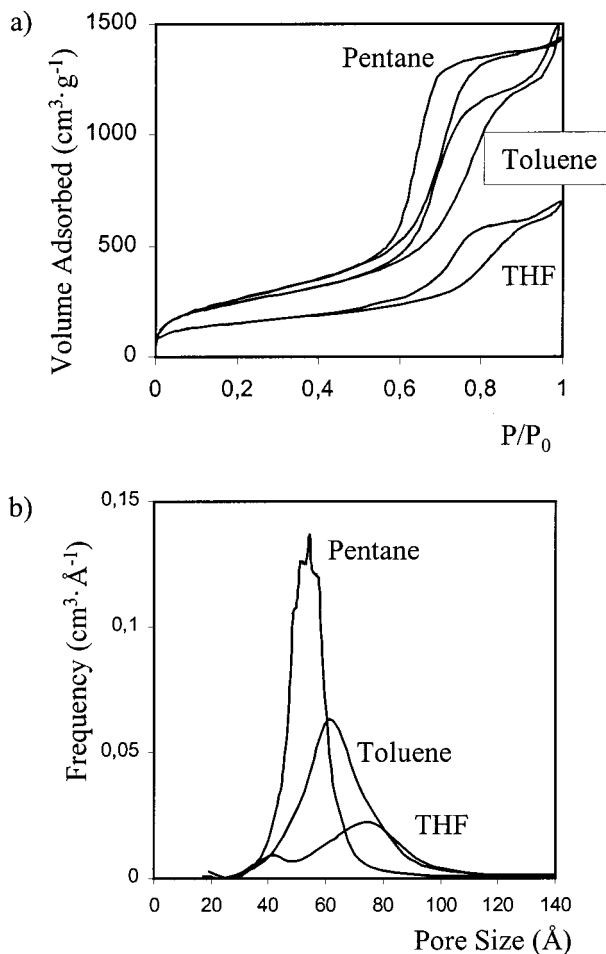 a)
Volume Adsorbed (cm³·g⁻¹)
1500
1000
500
0
Pentane
Toluene
THF
0
0,2
0,4
0,6
0,8
1
P/P₀
b)
Frequency (cm³·Å⁻¹)
0,15
0,1
0,05
0
Pentane
Toluene
THF
0
20
40
60
80
100
120
140
Pore Size (Å)